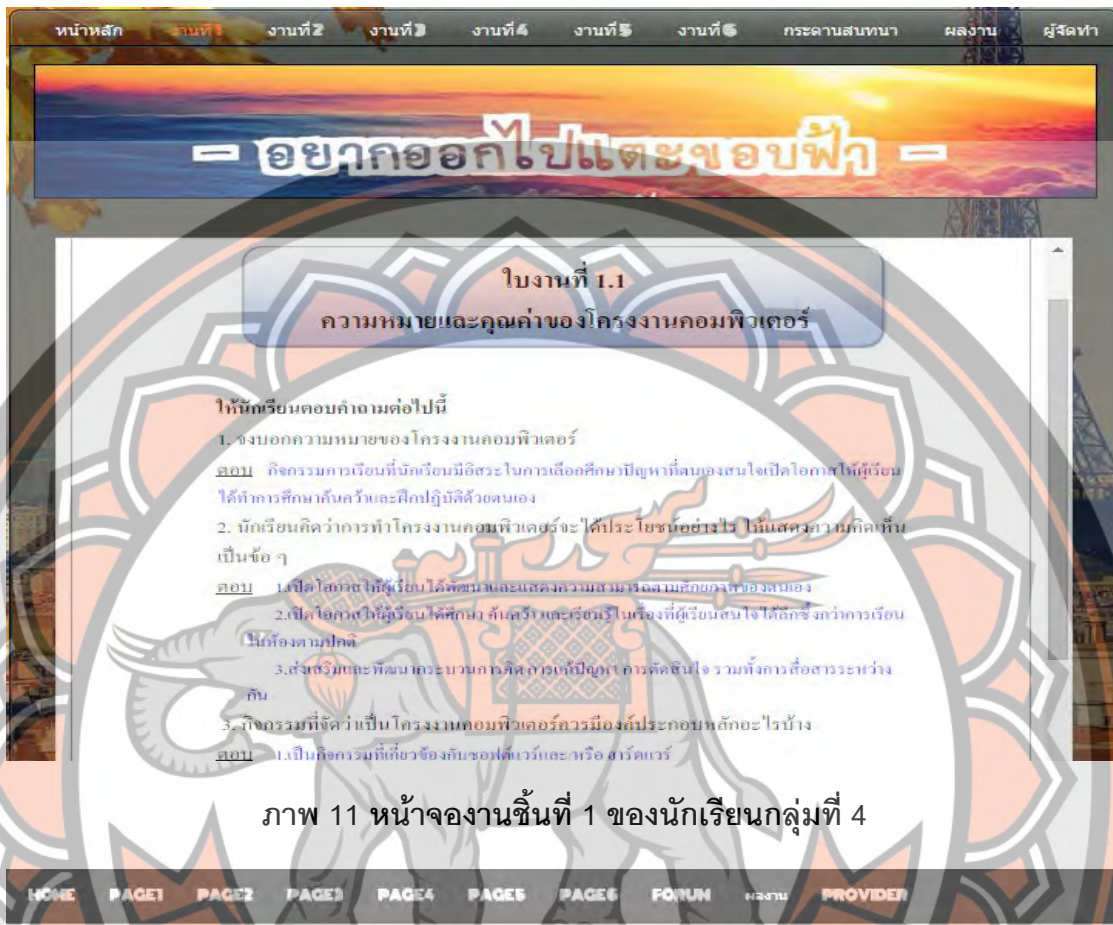 หน้าหลัก งานที่1 งานที่2 งานที่3 งานที่4 งานที่5 งานที่6 กระดานสนทนา ผลงาน ผู้จัดทำ
- อยากออกไปแตะขอบฟ้า -
ใบงานที่ 1.1
ความหมายและคุณค่าของโครงงานคอมพิวเตอร์
ให้นักเรียนตอบคำถามต่อไปนี้
1. จงบอกความหมายของโครงงานคอมพิวเตอร์
ตอบ กิจกรรมการเรียนที่นักเรียนมีอิสระในการเลือกศึกษาปัญหาที่ตนเองสนใจเปิดโอกาสให้ผู้เรียน
ได้ทำการศึกษาค้นคว้าและฝึกปฏิบัติด้วยตนเอง
2. นักเรียนคิดว่าการทำโครงงานคอมพิวเตอร์จะได้ประโยชน์อย่างไร ให้แสดงความคิดเห็น
เป็นข้อ ๆ
ตอบ 1.เปิดโอกาสให้ผู้เรียนได้พัฒนาและแสดงความสามารถตามศักยภาพของตนเอง
2.เปิดโอกาสให้ผู้เรียนได้ศึกษา ค้นคว้า และเรียนรู้ในเรื่องที่ผู้เรียนสนใจได้ลึกซึ้งกว่าการเรียน
ในห้องตามปกติ
3.ส่งเสริมและพัฒนากระบวนการคิด การแก้ปัญหา การตัดสินใจ รวมทั้งการสื่อสารระหว่าง
กัน
3. กิจกรรมที่จัดว่าเป็นโครงงานคอมพิวเตอร์ควรมีองค์ประกอบหลักอะไรบ้าง
ตอบ 1.เป็นกิจกรรมที่เกี่ยวข้องกับซอฟต์แวร์และ/หรือ ฮาร์ดแวร์
ภาพ 11 หน้าจองานชิ้นที่ 1 ของนักเรียนกลุ่มที่ 4
HOME PAGE1 PAGE2 PAGE3 PAGE4 PAGE5 PAGE6 FORUM ผลงาน PROVIDER